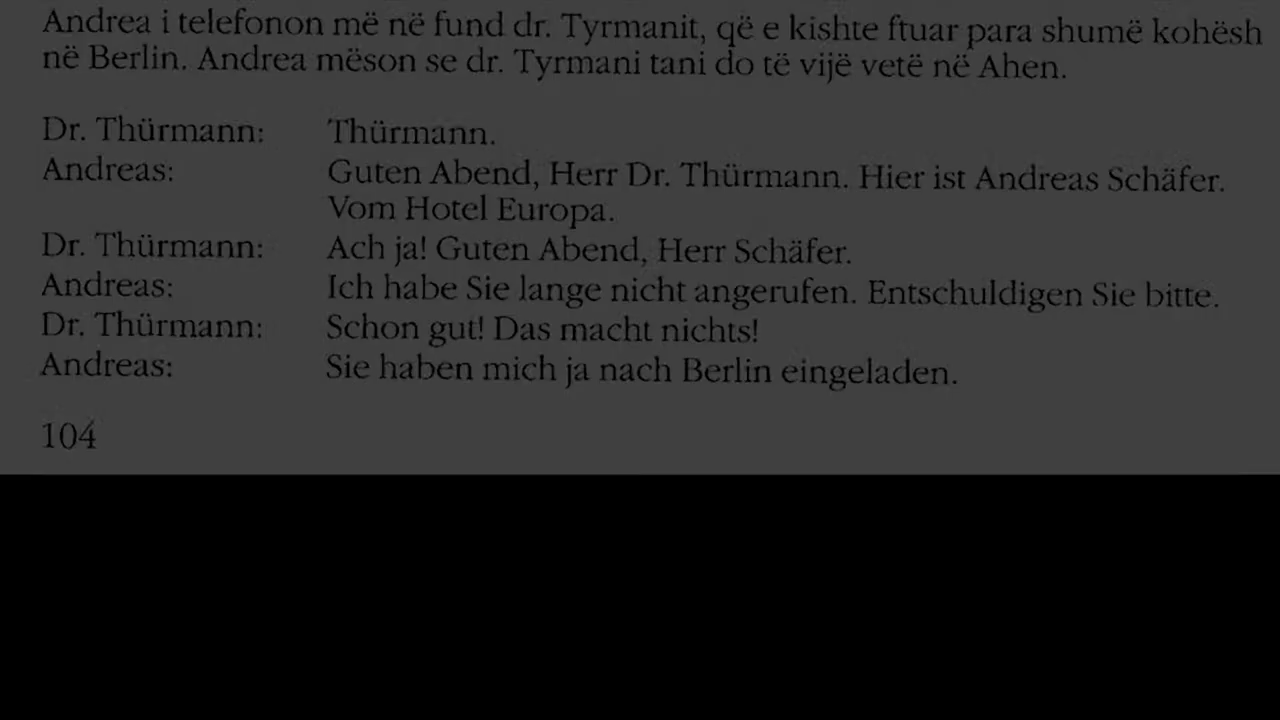 Andrea i telefonon më në fund dr. Tyrmanit, që e kishte ftuar para shumë kohësh
në Berlin. Andrea mëson se dr. Tyrmani tani do të vijë vetë në Ahen.
Dr. Thürmann: Thürmann.
Andreas: Guten Abend, Herr Dr. Thürmann. Hier ist Andreas Schäfer.
Vom Hotel Europa.
Dr. Thürmann: Ach ja! Guten Abend, Herr Schäfer.
Andreas: Ich habe Sie lange nicht angerufen. Entschuldigen Sie bitte.
Dr. Thürmann: Schon gut! Das macht nichts!
Andreas: Sie haben mich ja nach Berlin eingeladen.
104